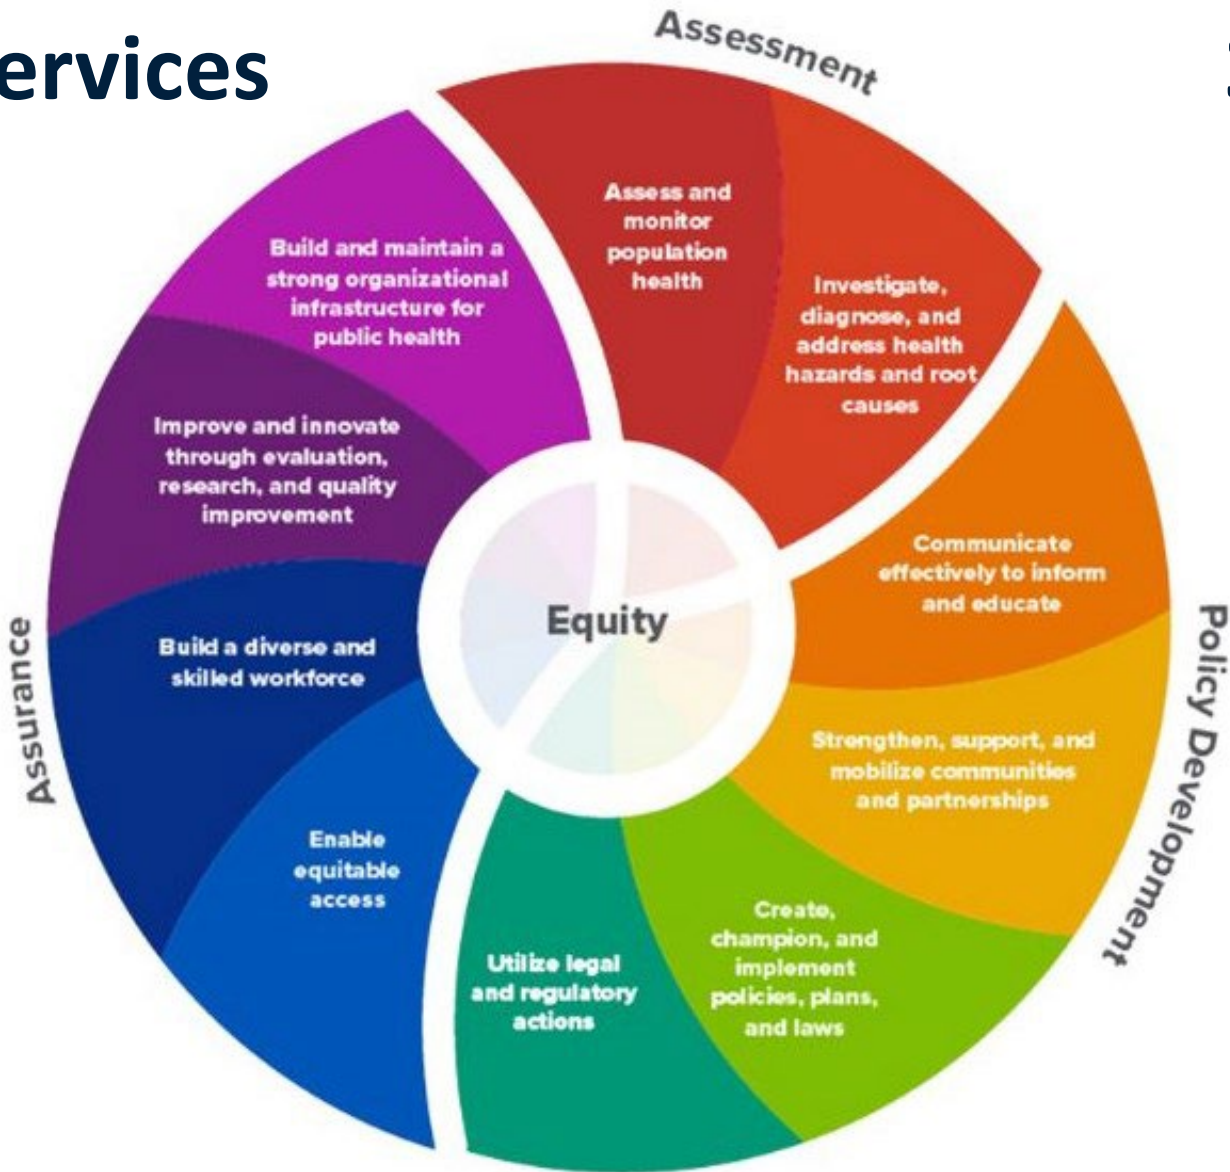 ervices
Assessment
Assess and
monitor
population
health
Investigate,
diagnose, and
address health
hazards and root
causes
Communicate
effectively to inform
and educate
Strengthen, support, and
mobilize communities
and partnerships
Policy Development
Create,
champion, and
implement
policies, plans,
and laws
Utilize legal
and regulatory
actions
Enable
equitable
access
Build a diverse and
skilled workforce
Assurance
Improve and innovate
through evaluation,
research, and quality
improvement
Build and maintain a
strong organizational
infrastructure for
public health
Equity